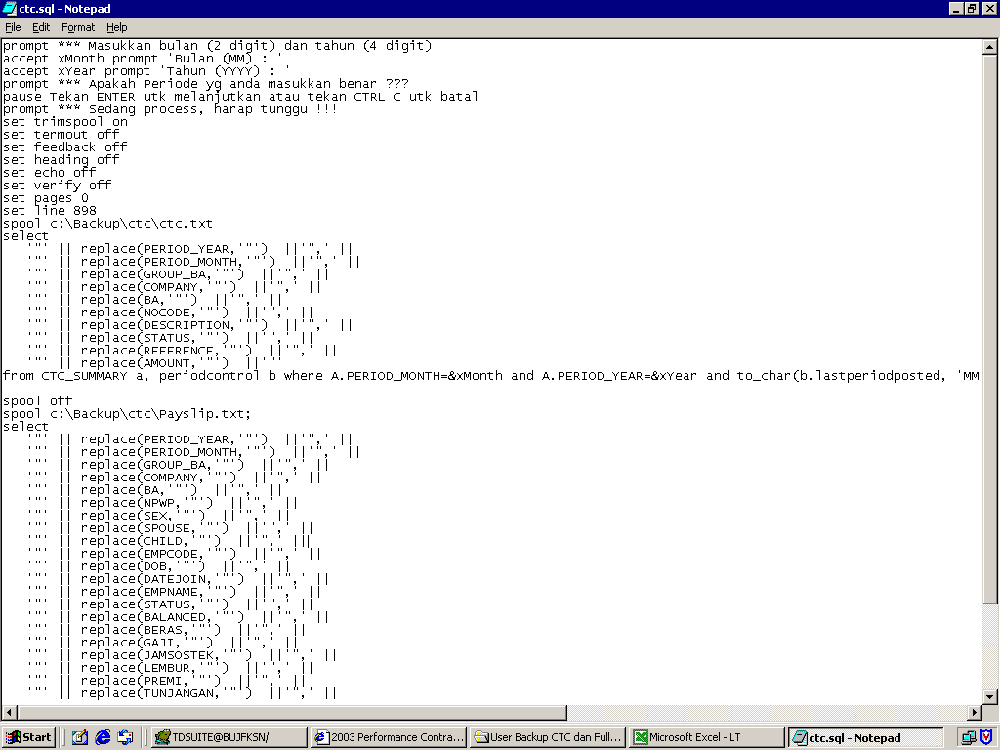 ctc.sql - Notepad
File Edit Format Help
prompt *** Masukkan bulan (2 digit) dan tahun (4 digit)
accept xMonth prompt 'Bulan (MM) : '
accept xYear prompt 'Tahun (YYYY) : '
prompt *** Apakah Periode yg anda masukkan benar ???
pause Tekan ENTER utk melanjutkan atau tekan CTRL C utk batal
prompt *** Sedang process, harap tunggu !!!
set trimspool on
set termout off
set feedback off
set heading off
set echo off
set verify off
set pages 0
set line 898
spool c:\Backup\ctc\ctc.txt
select
'"' || replace(PERIOD_YEAR,'"') ||'",' ||
'"' || replace(PERIOD_MONTH,'"') ||'",' ||
'"' || replace(GROUP_BA,'"') ||'",' ||
'"' || replace(COMPANY,'"') ||'",' ||
'"' || replace(BA,'"') ||'",' ||
'"' || replace(NOCODE,'"') ||'",' ||
'"' || replace(DESCRIPTION,'"') ||'",' ||
'"' || replace(STATUS,'"') ||'",' ||
'"' || replace(REFERENCE,'"') ||'",' ||
'"' || replace(AMOUNT,'"') ||'"'
from CTC_SUMMARY a, periodcontrol b where A.PERIOD_MONTH=&xMonth and A.PERIOD_YEAR=&xYear and to_char(b.lastperiodposted, 'MM
spool off
spool c:\Backup\ctc\Payslip.txt;
select
'"' || replace(PERIOD_YEAR,'"') ||'",' ||
'"' || replace(PERIOD_MONTH,'"') ||'",' ||
'"' || replace(GROUP_BA,'"') ||'",' ||
'"' || replace(COMPANY,'"') ||'",' ||
'"' || replace(BA,'"') ||'",' ||
'"' || replace(NPWP,'"') ||'",' ||
'"' || replace(SEX,'"') ||'",' ||
'"' || replace(SPOUSE,'"') ||'",' ||
'"' || replace(CHILD,'"') ||'",' ||
'"' || replace(EMPCODE,'"') ||'",' ||
'"' || replace(DOB,'"') ||'",' ||
'"' || replace(DATEJOIN,'"') ||'",' ||
'"' || replace(EMPNAME,'"') ||'",' ||
'"' || replace(STATUS,'"') ||'",' ||
'"' || replace(BALANCED,'"') ||'",' ||
'"' || replace(BERAS,'"') ||'",' ||
'"' || replace(GAJI,'"') ||'",' ||
'"' || replace(JAMSOSTEK,'"') ||'",' ||
'"' || replace(LEMBUR,'"') ||'",' ||
'"' || replace(PREMI,'"') ||'",' ||
'"' || replace(TUNJANGAN,'"') ||'",' ||
Start TDSUITE@BUJFKSN/ 2003 Performance Contra... User Backup CTC dan Full... Microsoft Excel - LT ctc.sql - Notepad